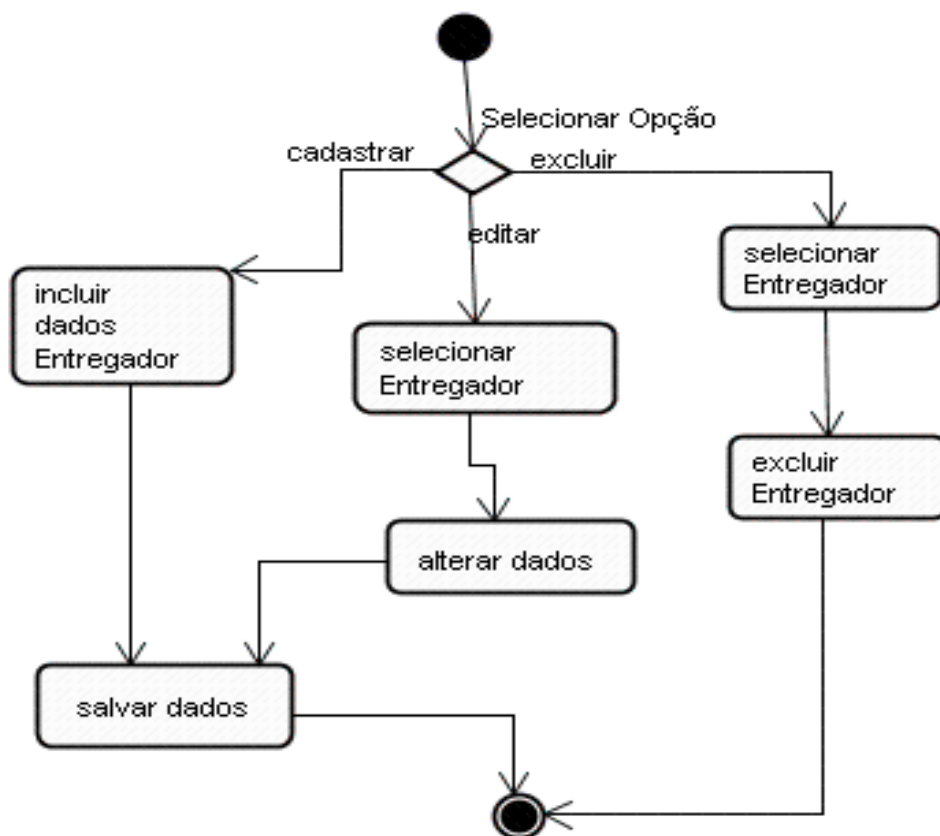 Selecionar Opção
cadastrar
excluir
editar
selecionar
Entregador
incluir
dados
Entregador
selecionar
Entregador
excluir
Entregador
alterar dados
salvar dados